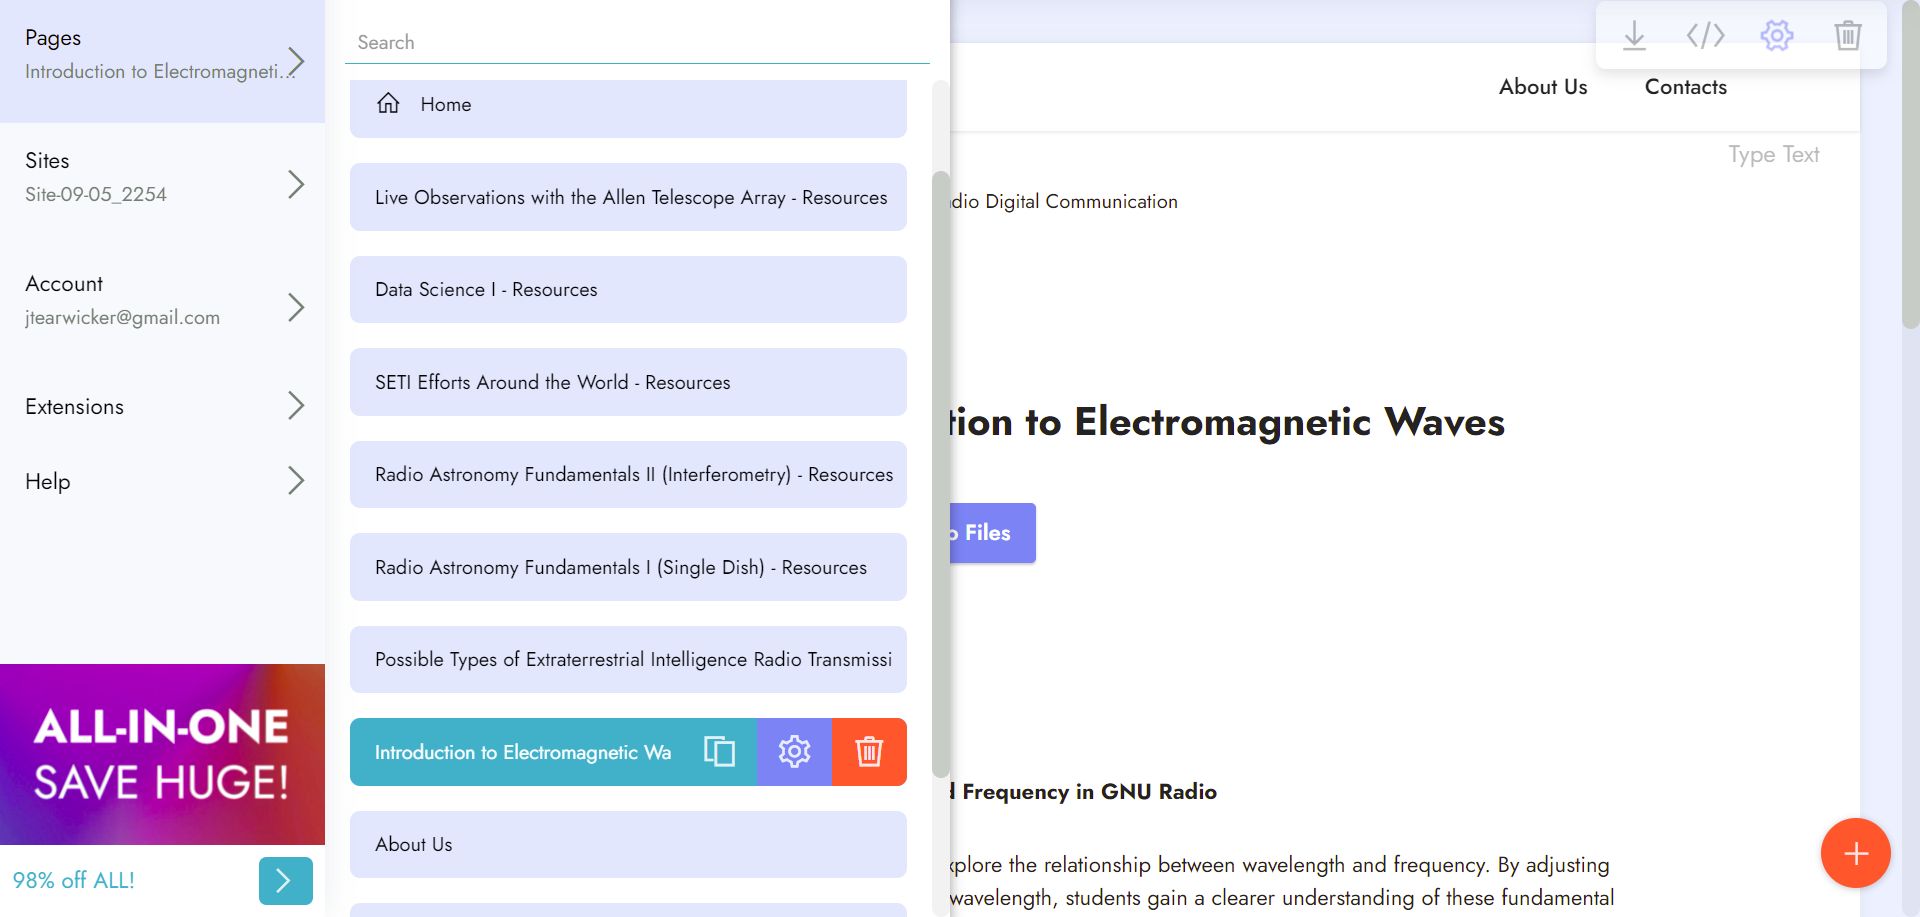 Pages
Introduction to Electromagneti...
Sites
Site-09-05_2254
Account
jtearwicker@gmail.com
Extensions
Help
ALL-IN-ONE
SAVE HUGE!
98% off ALL!
Search
Home
Live Observations with the Allen Telescope Array - Resources
Data Science I - Resources
SETI Efforts Around the World - Resources
Radio Astronomy Fundamentals II (Interferometry) - Resources
Radio Astronomy Fundamentals I (Single Dish) - Resources
Possible Types of Extraterrestrial Intelligence Radio Transmissi
Introduction to Electromagnetic Wa
About Us
About Us Contacts
Type Text
dio Digital Communication
tion to Electromagnetic Waves
o Files
d Frequency in GNU Radio
xplore the relationship between wavelength and frequency. By adjusting
wavelength, students gain a clearer understanding of these fundamental